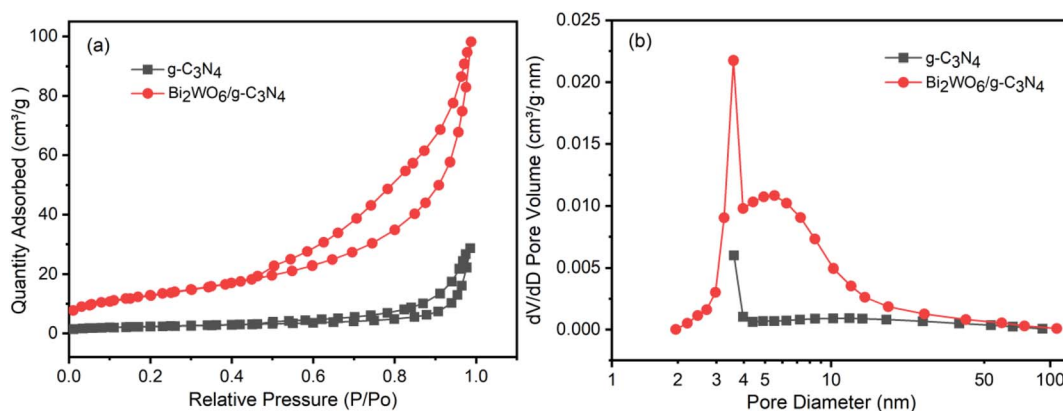 (a)
g-C₃N₄
Bi₂WO₆/g-C₃N₄
Quantity Adsorbed (cm³/g)
100
80
60
40
20
0
0.0 0.2 0.4 0.6 0.8 1.0
Relative Pressure (P/Po)
(b)
g-C₃N₄
Bi₂WO₆/g-C₃N₄
dV/dD Pore Volume (cm³/g·nm)
0.025
0.020
0.015
0.010
0.005
0.000
1 2 3 4 5 10 50 100
Pore Diameter (nm)